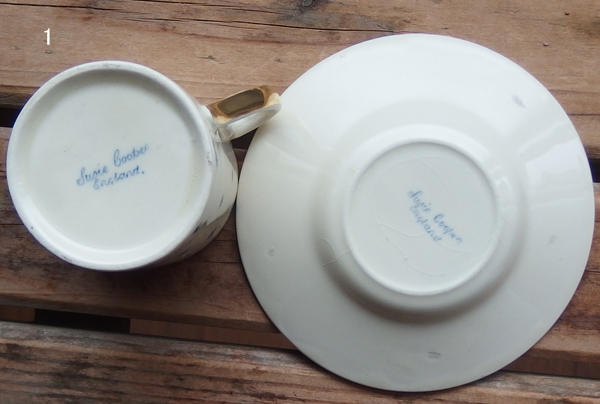 1
Susie Cooper
England.
Susie Cooper
England